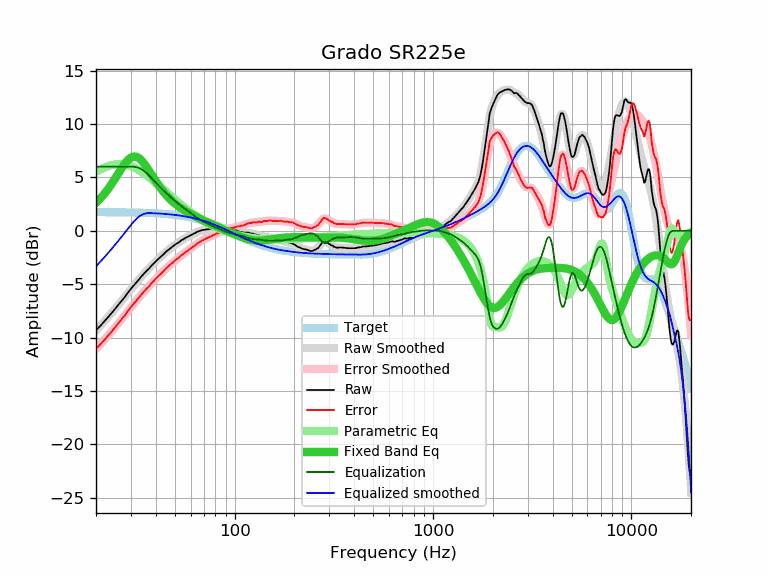 Grado SR225e
15
10
5
0
−5
−10
−15
−20
−25
Amplitude (dBr)
Target
Raw Smoothed
Error Smoothed
Raw
Error
Parametric Eq
Fixed Band Eq
Equalization
Equalized smoothed
100 1000 10000
Frequency (Hz)